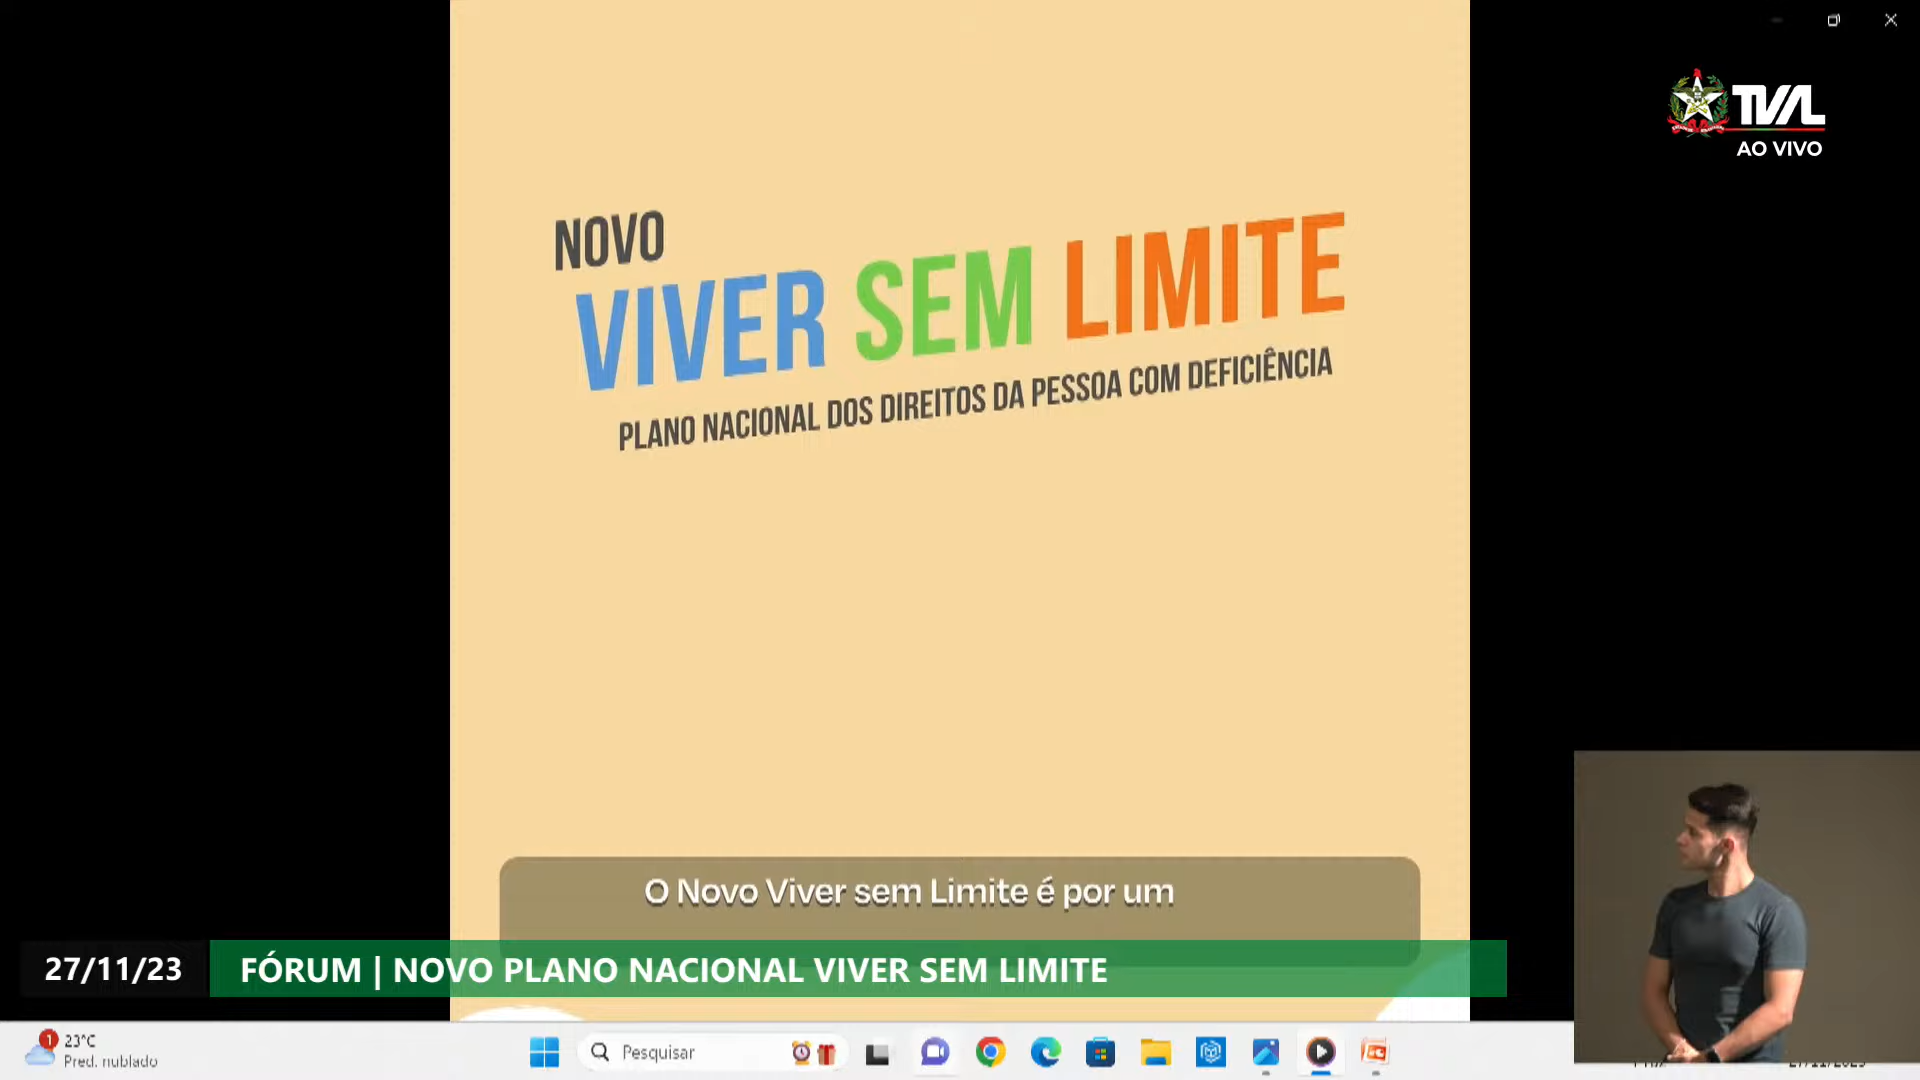 TVAL
AO VIVO
NOVO
VIVER SEM LIMITE
PLANO NACIONAL DOS DIREITOS DA PESSOA COM DEFICIÊNCIA
O Novo Viver sem Limite é por um
27/11/23
FÓRUM | NOVO PLANO NACIONAL VIVER SEM LIMITE
1
23°C
Pred. nublado
Pesquisar